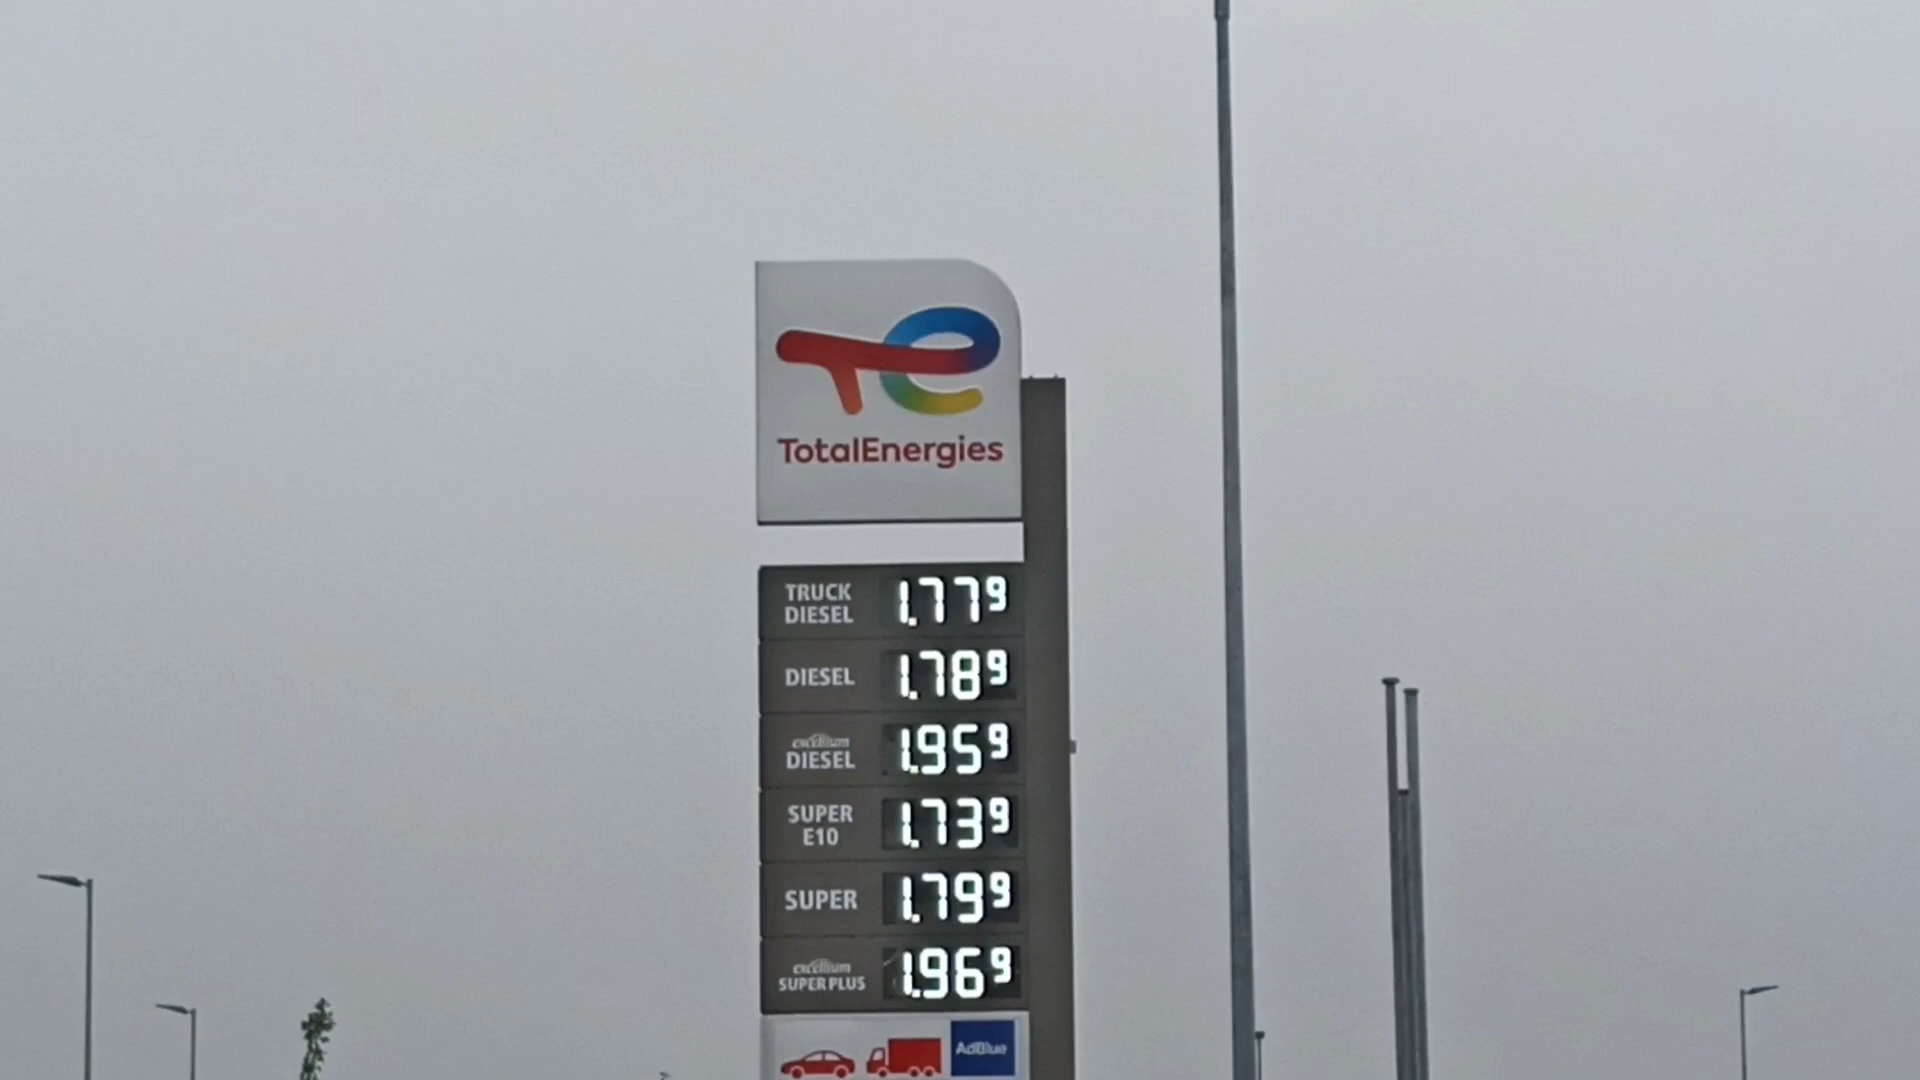 TotalEnergies
TRUCK DIESEL 1.779
DIESEL 1.789
excellium DIESEL 1.959
SUPER E10 1.739
SUPER 1.799
excellium SUPER PLUS 1.969
AdBlue